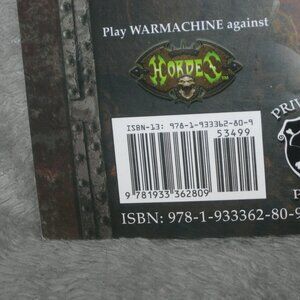 Play WARMACHINE against
HORDES
PRI
ISBN-13: 978-1-933362-80-9
53499
9 781933 362809
ISBN: 978-1-933362-80-9